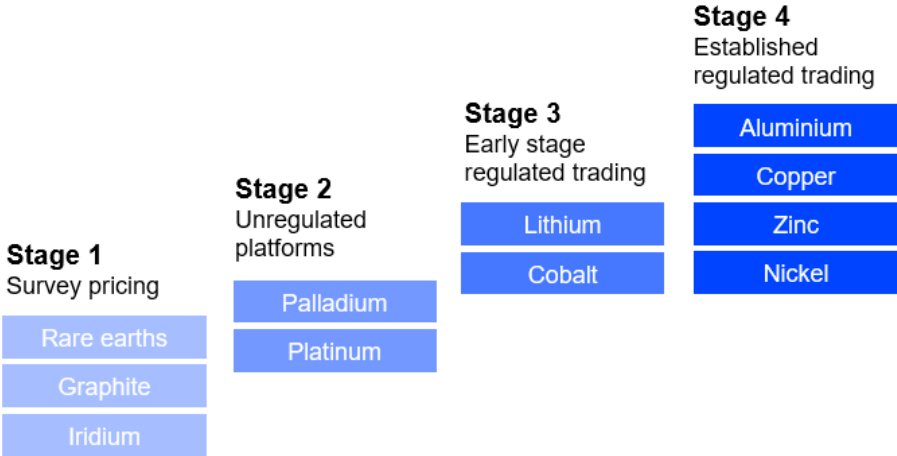 Stage 1
Survey pricing
Rare earths
Graphite
Iridium
Stage 2
Unregulated
platforms
Palladium
Platinum
Stage 3
Early stage
regulated trading
Lithium
Cobalt
Stage 4
Established
regulated trading
Aluminium
Copper
Zinc
Nickel